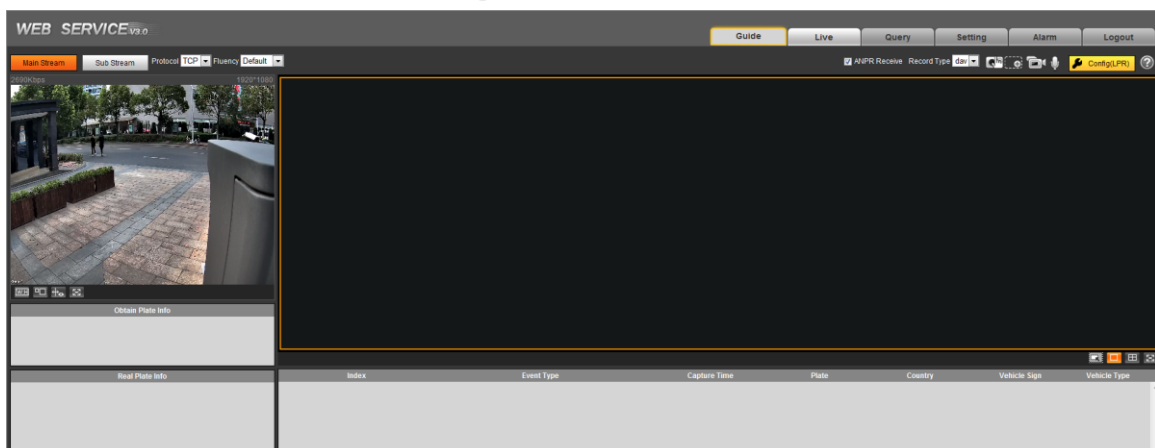 WEB SERVICE V3.0
Guide Live Query Setting Alarm Logout
Main Stream Sub Stream Protocol TCP Fluency Default ANPR Receive Record Type dav Config(LPR) ?
2690Kbps 1920*1080
Obtain Plate Info
Real Plate Info Index Event Type Capture Time Plate Country Vehicle Sign Vehicle Type